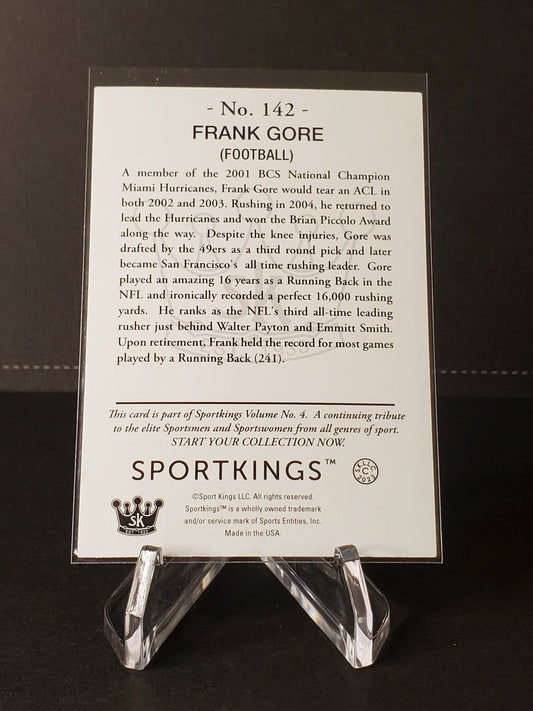 - No. 142 -
FRANK GORE
(FOOTBALL)
A member of the 2001 BCS National Champion
Miami Hurricanes, Frank Gore would tear an ACL in
both 2002 and 2003. Rushing in 2004, he returned to
lead the Hurricanes and won the Brian Piccolo Award
along the way. Despite the knee injuries, Gore was
drafted by the 49ers as a third round pick and later
became San Francisco's all time rushing leader. Gore
played an amazing 16 years as a Running Back in the
NFL and ironically recorded a perfect 16,000 rushing
yards. He ranks as the NFL's third all-time leading
rusher just behind Walter Payton and Emmitt Smith.
Upon retirement, Frank held the record for most games
played by a Running Back (241).
This card is part of Sportkings Volume No. 4. A continuing tribute
to the elite Sportsmen and Sportswomen from all genres of sport.
START YOUR COLLECTION NOW.
SPORTKINGS™
SKLLC
C
2023
SK
©Sport Kings LLC. All rights reserved.
Sportkings™ is a wholly owned trademark
and/or service mark of Sports Entities, Inc.
Made in the USA.